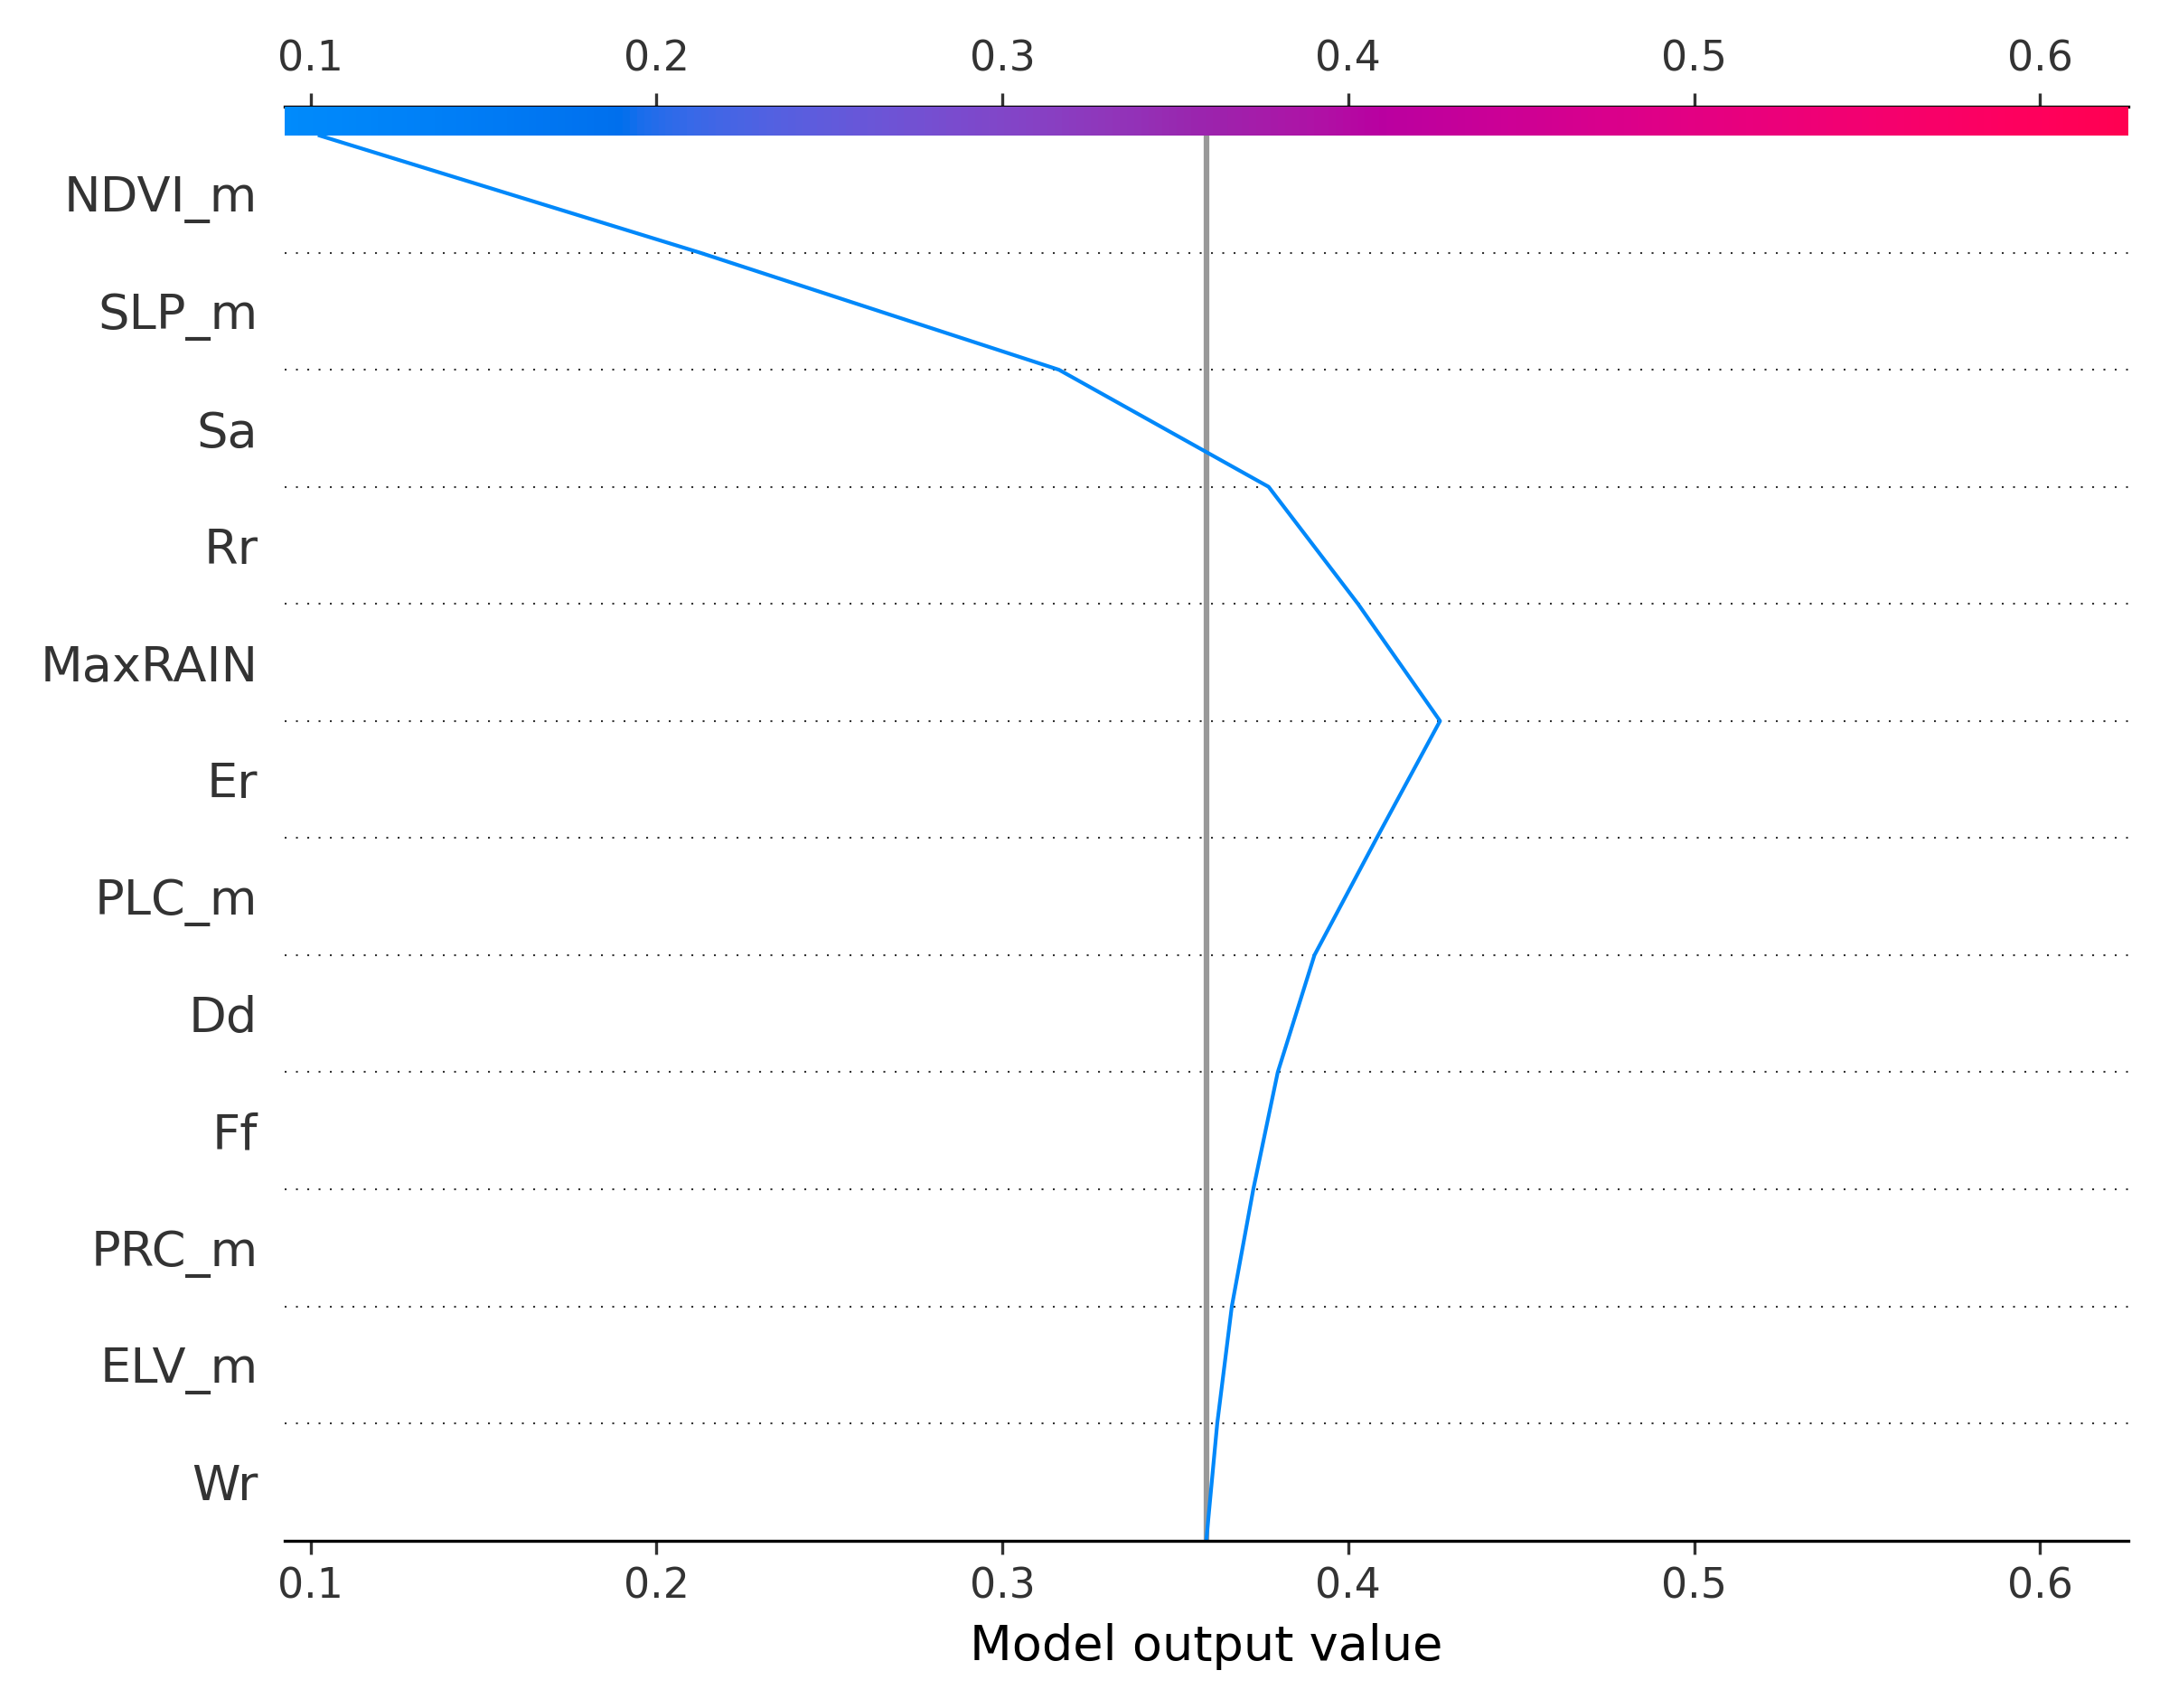 0.1 0.2 0.3 0.4 0.5 0.6
NDVI_m
SLP_m
Sa
Rr
MaxRAIN
Er
PLC_m
Dd
Ff
PRC_m
ELV_m
Wr
0.1 0.2 0.3 0.4 0.5 0.6
Model output value